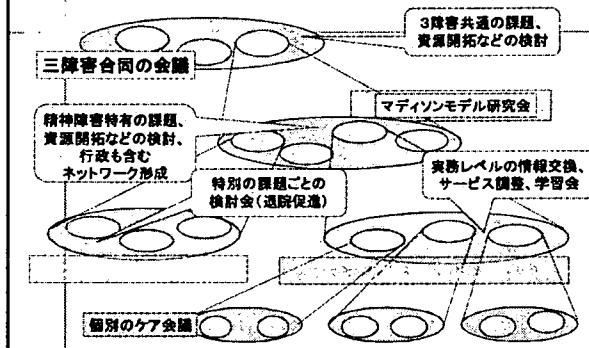 3障害共通の課題、
資源開拓などの検討
三障害合同の会議
マディソンモデル研究会
精神障害特有の課題、
資源開拓などの検討、
行政も含む
ネットワーク形成
特別の課題ごとの
検討会(退院促進)
実務レベルの情報交換、
サービス調整、学習会
個別のケア会議